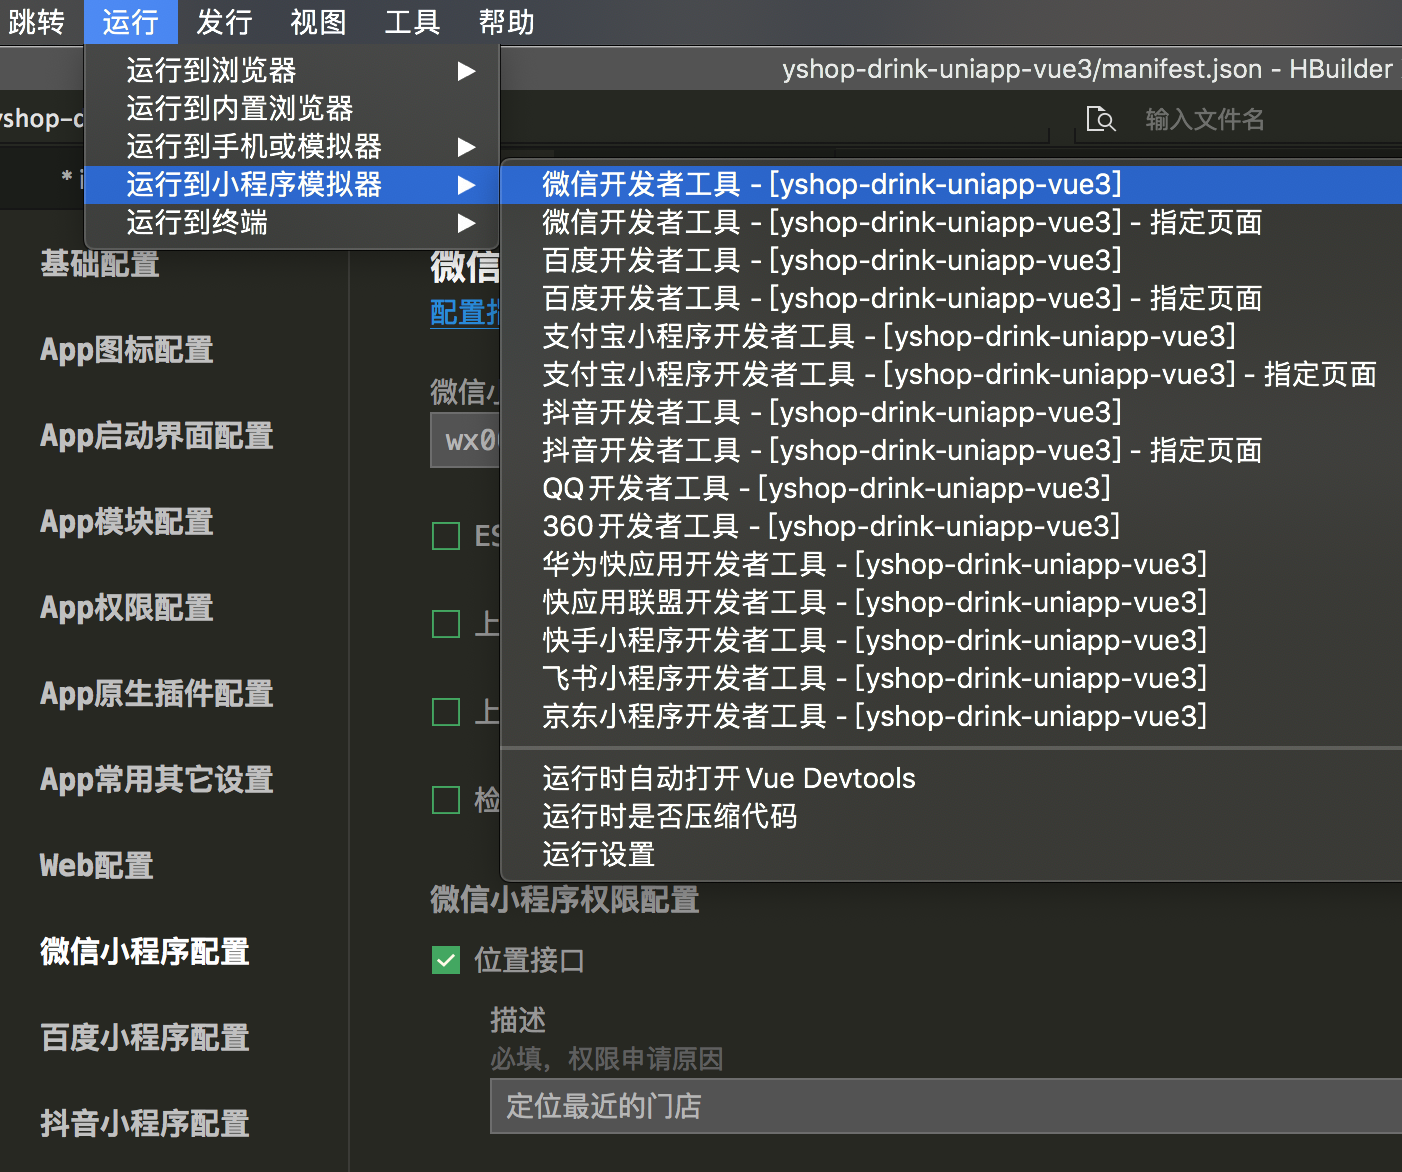 跳转 运行 发行 视图 工具 帮助
yshop-drink-uniapp-vue3/manifest.json - HBuilder
输入文件名
运行到浏览器
运行到内置浏览器
运行到手机或模拟器
运行到小程序模拟器
运行到终端
微信开发者工具 - [yshop-drink-uniapp-vue3]
微信开发者工具 - [yshop-drink-uniapp-vue3] - 指定页面
百度开发者工具 - [yshop-drink-uniapp-vue3]
百度开发者工具 - [yshop-drink-uniapp-vue3] - 指定页面
支付宝小程序开发者工具 - [yshop-drink-uniapp-vue3]
支付宝小程序开发者工具 - [yshop-drink-uniapp-vue3] - 指定页面
抖音开发者工具 - [yshop-drink-uniapp-vue3]
抖音开发者工具 - [yshop-drink-uniapp-vue3] - 指定页面
QQ开发者工具 - [yshop-drink-uniapp-vue3]
360开发者工具 - [yshop-drink-uniapp-vue3]
华为快应用开发者工具 - [yshop-drink-uniapp-vue3]
快应用联盟开发者工具 - [yshop-drink-uniapp-vue3]
快手小程序开发者工具 - [yshop-drink-uniapp-vue3]
飞书小程序开发者工具 - [yshop-drink-uniapp-vue3]
京东小程序开发者工具 - [yshop-drink-uniapp-vue3]
运行时自动打开Vue Devtools
运行时是否压缩代码
运行设置
基础配置
App图标配置
App启动界面配置
App模块配置
App权限配置
App原生插件配置
App常用其它设置
Web配置
微信小程序配置
百度小程序配置
抖音小程序配置
微信
配置
微信小
wx0
ES
上
上
检
微信小程序权限配置
位置接口
描述
必填，权限申请原因
定位最近的门店